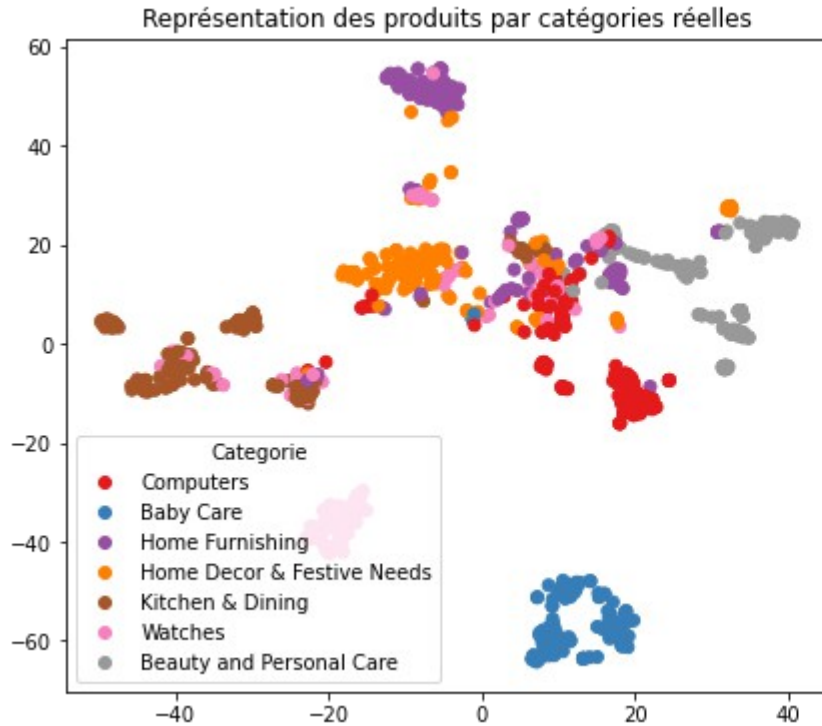 Représentation des produits par catégories réelles
60
40
20
0
−20
−40
−60
Categorie
Computers
Baby Care
Home Furnishing
Home Decor & Festive Needs
Kitchen & Dining
Watches
Beauty and Personal Care
−40 −20 0 20 40